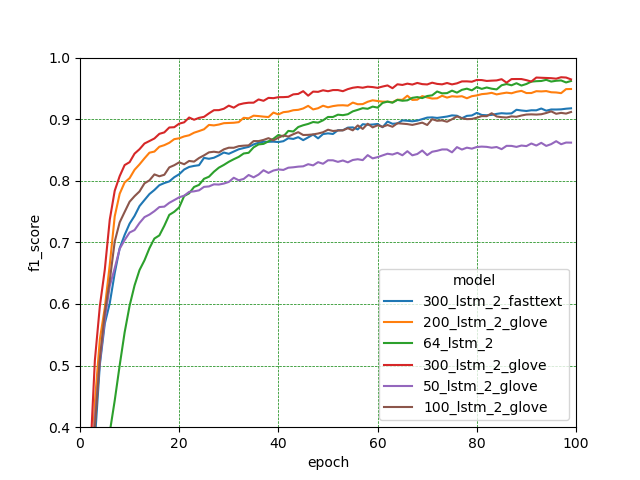 1.0
0.9
0.8
0.7
0.6
0.5
0.4
f1_score
0
20
40
60
80
100
epoch
model
300_lstm_2_fasttext
200_lstm_2_glove
64_lstm_2
300_lstm_2_glove
50_lstm_2_glove
100_lstm_2_glove